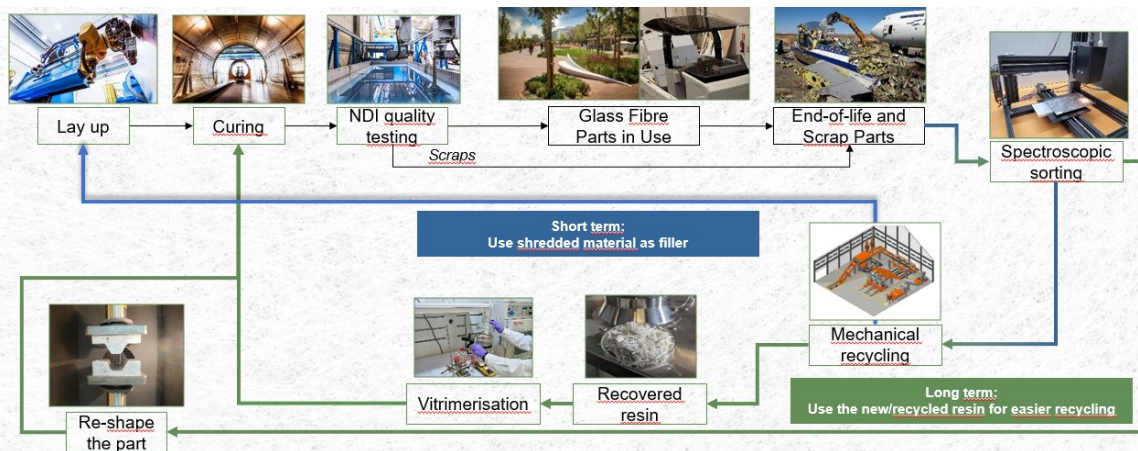 Lay up
Curing
NDI quality
testing
Glass Fibre
Parts in Use
End-of-life and
Scrap Parts
Scraps
Spectroscopic
sorting
Short term:
Use shredded material as filler
Mechanical
recycling
Long term:
Use the new/recycled resin for easier recycling
Recovered
resin
Vitrimerisation
Re-shape
the part